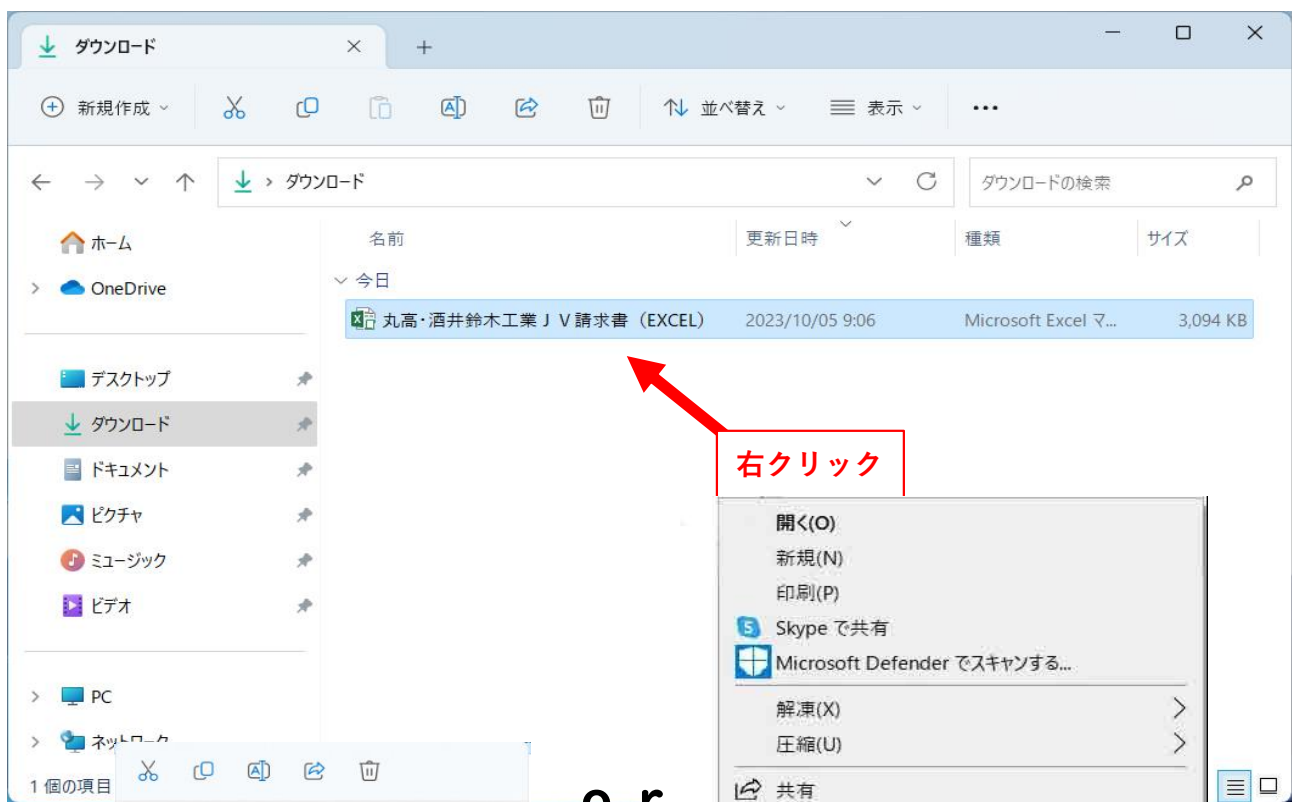 ダウンロード
新規作成
並べ替え
表示
ダウンロード
ダウンロードの検索
ホーム
OneDrive
デスクトップ
ダウンロード
ドキュメント
ピクチャ
ミュージック
ビデオ
PC
ネットワーク
1 個の項目
名前 更新日時 種類 サイズ
今日
丸高・酒井鈴木工業ＪＶ請求書（EXCEL） 2023/10/05 9:06 Microsoft Excel マ... 3,094 KB
右クリック
開く(O)
新規(N)
印刷(P)
Skype で共有
Microsoft Defender でスキャンする...
解凍(X)
圧縮(U)
共有
o r